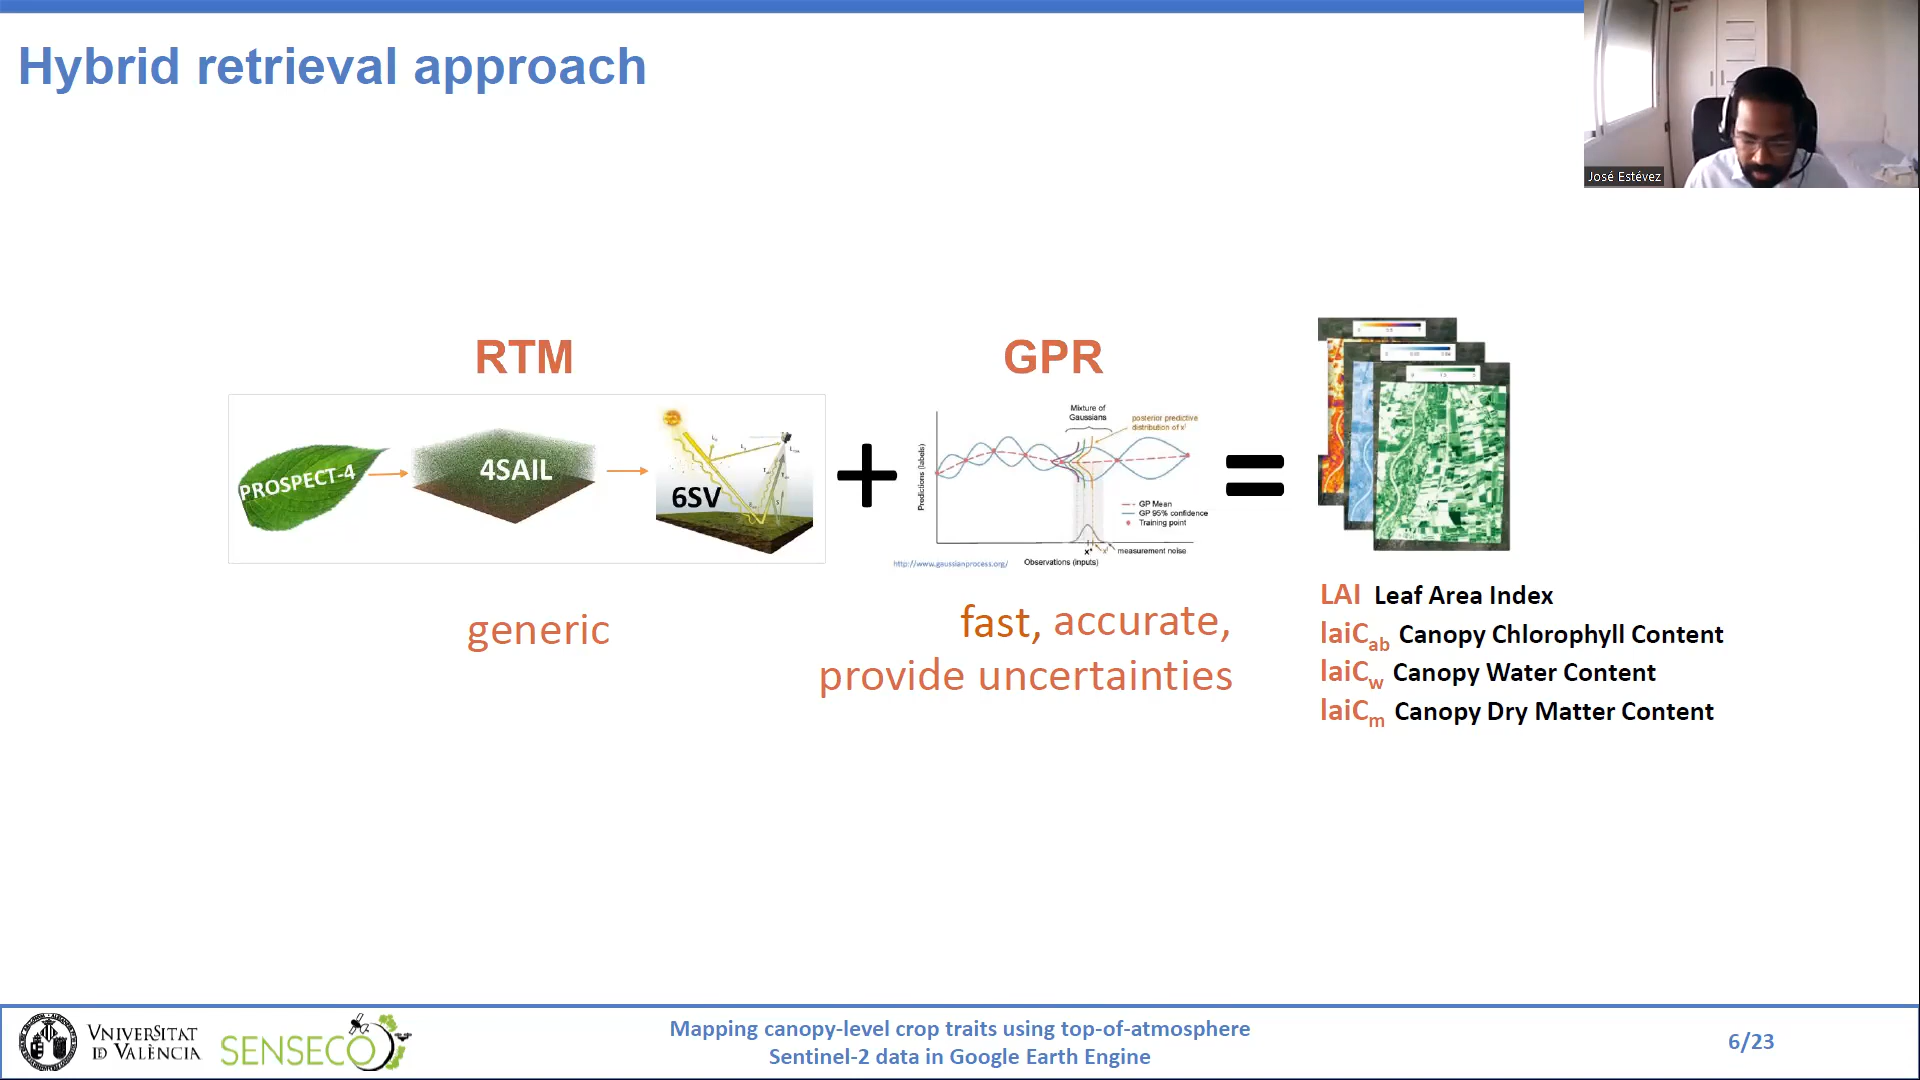 Hybrid retrieval approach
José Estévez
RTM
PROSPECT-4
4SAIL
6SV
generic
GPR
Mixture of
Gaussians
posterior predictive
distribution of x
Predictions (labels)
GP Mean
GP 95% confidence
Training point
x*
measurement noise
Observations (inputs)
http://www.gaussianprocess.org/
fast, accurate,
provide uncertainties
LAI Leaf Area Index
laiCab Canopy Chlorophyll Content
laiCw Canopy Water Content
laiCm Canopy Dry Matter Content
VNIVERSITAT
ID VALÈNCIA
SENSECO
Mapping canopy-level crop traits using top-of-atmosphere
Sentinel-2 data in Google Earth Engine
6/23